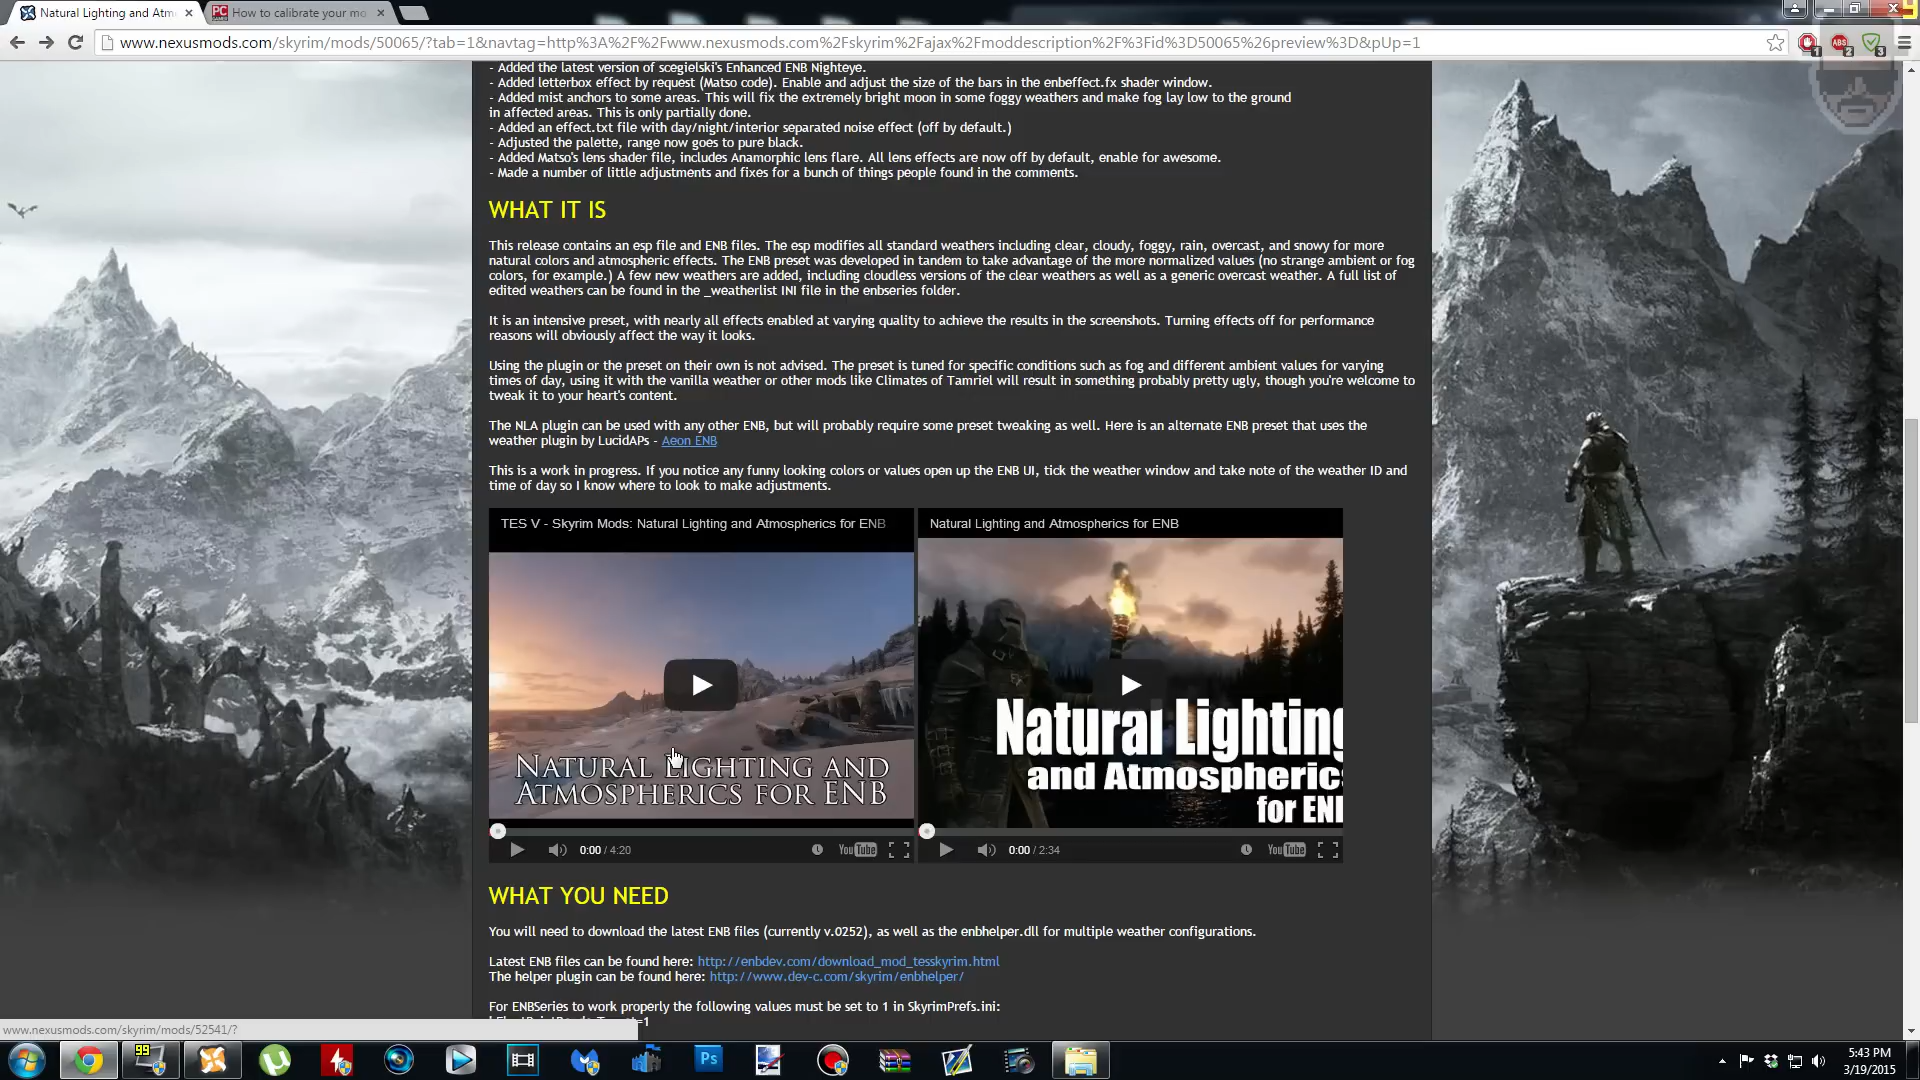 Natural Lighting and Atm
How to calibrate your mo
www.nexusmods.com/skyrim/mods/50065/?tab=1&navtag=http%3A%2F%2Fwww.nexusmods.com%2Fskyrim%2Fajax%2Fmoddescription%2F%3Fid%3D50065%26preview%3D&pUp=1
- Added the latest version of scegielski's Enhanced ENB Nighteye.
- Added letterbox effect by request (Matso code). Enable and adjust the size of the bars in the enbeffect.fx shader window.
- Added mist anchors to some areas. This will fix the extremely bright moon in some foggy weathers and make fog lay low to the ground
in affected areas. This is only partially done.
- Added an effect.txt file with day/night/interior separated noise effect (off by default.)
- Adjusted the palette, range now goes to pure black.
- Added Matso's lens shader file, includes Anamorphic lens flare. All lens effects are now off by default, enable for awesome.
- Made a number of little adjustments and fixes for a bunch of things people found in the comments.
WHAT IT IS
This release contains an esp file and ENB files. The esp modifies all standard weathers including clear, cloudy, foggy, rain, overcast, and snowy for more
natural colors and atmospheric effects. The ENB preset was developed in tandem to take advantage of the more normalized values (no strange ambient or fog
colors, for example.) A few new weathers are added, including cloudless versions of the clear weathers as well as a generic overcast weather. A full list of
edited weathers can be found in the _weatherlist INI file in the enbseries folder.
It is an intensive preset, with nearly all effects enabled at varying quality to achieve the results in the screenshots. Turning effects off for performance
reasons will obviously affect the way it looks.
Using the plugin or the preset on their own is not advised. The preset is tuned for specific conditions such as fog and different ambient values for varying
times of day, using it with the vanilla weather or other mods like Climates of Tamriel will result in something probably pretty ugly, though you're welcome to
tweak it to your heart's content.
The NLA plugin can be used with any other ENB, but will probably require some preset tweaking as well. Here is an alternate ENB preset that uses the
weather plugin by LucidAPs - Aeon ENB
This is a work in progress. If you notice any funny looking colors or values open up the ENB UI, tick the weather window and take note of the weather ID and
time of day so I know where to look to make adjustments.
TES V - Skyrim Mods: Natural Lighting and Atmospherics for ENB
Natural Lighting and Atmospherics for ENB
NATURAL LIGHTING AND
ATMOSPHERICS FOR ENB
Natural Lighting
and Atmospherics
for ENB
0:00 / 4:20 YouTube
0:00 / 2:34 YouTube
WHAT YOU NEED
You will need to download the latest ENB files (currently v.0252), as well as the enbhelper.dll for multiple weather configurations.
Latest ENB files can be found here: http://enbdev.com/download_mod_tesskyrim.html
The helper plugin can be found here: http://www.dev-c.com/skyrim/enbhelper/
For ENBSeries to work properly the following values must be set to 1 in SkyrimPrefs.ini:
=1
www.nexusmods.com/skyrim/mods/52541/?
99
Ps
5:43 PM
3/19/2015